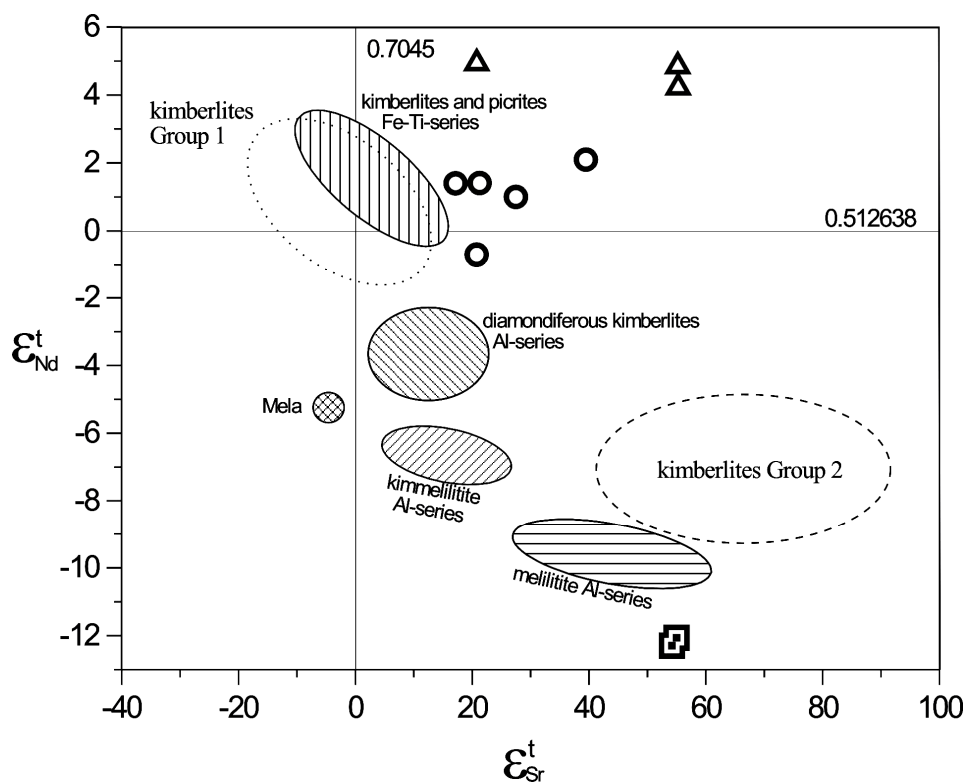 6
4
2
0
-2
-4
-6
-8
-10
-12
εtNd
0.7045
kimberlites
Group 1
kimberlites and picrites
Fe-Ti-series
0.512638
diamondiferous kimberlites
Al-series
Mela
kimmelilitite
Al-series
kimberlites Group 2
melilitite Al-series
-40
-20
0
20
40
60
80
100
εtSr